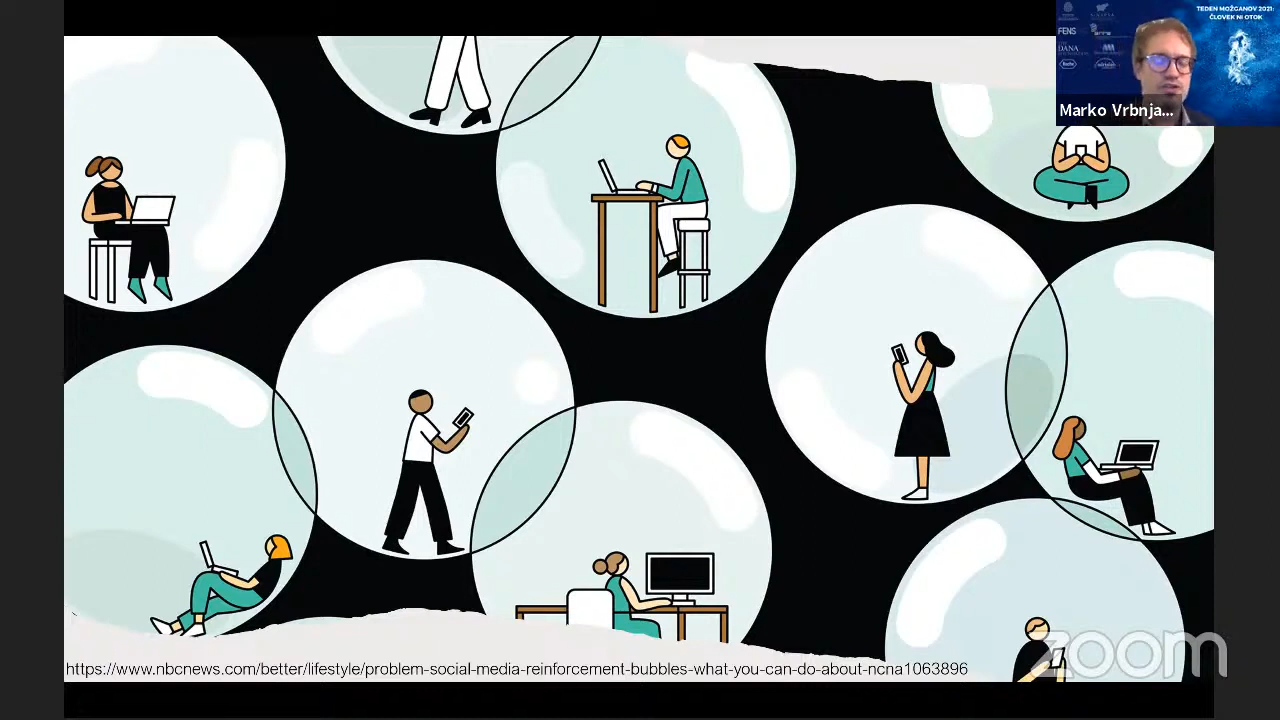 TEDEN MOŽGANOV 2021:
ČLOVEK NI OTOK
FENS
DANA
Marko Vrbnja...
https://www.nbcnews.com/better/lifestyle/problem-social-media-reinforcement-bubbles-what-you-can-do-about-ncna1063896
zoom